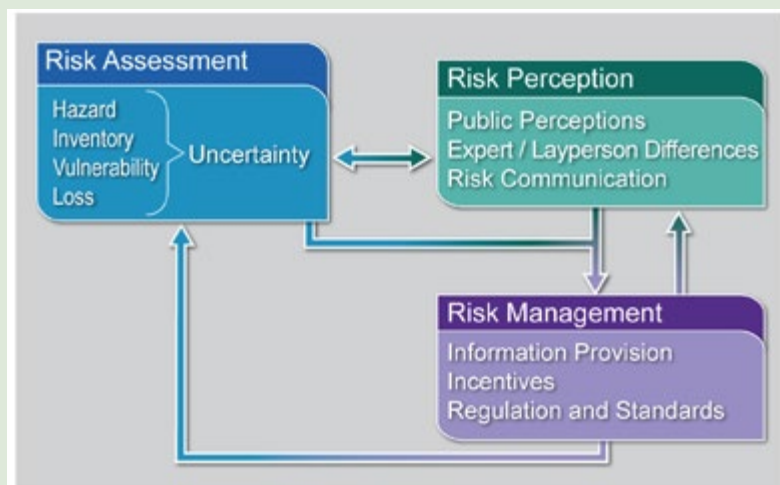 Risk Assessment
Hazard
Inventory
Vulnerability
Loss
Uncertainty
Risk Perception
Public Perceptions
Expert / Layperson Differences
Risk Communication
Risk Management
Information Provision
Incentives
Regulation and Standards